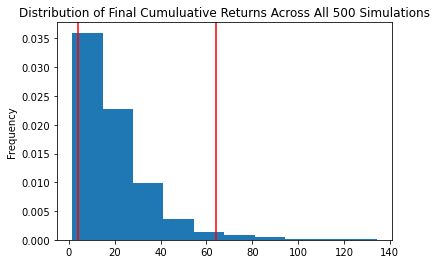 Distribution of Final Cumuluative Returns Across All 500 Simulations
Frequency
0.035
0.030
0.025
0.020
0.015
0.010
0.005
0.000
0 20 40 60 80 100 120 140